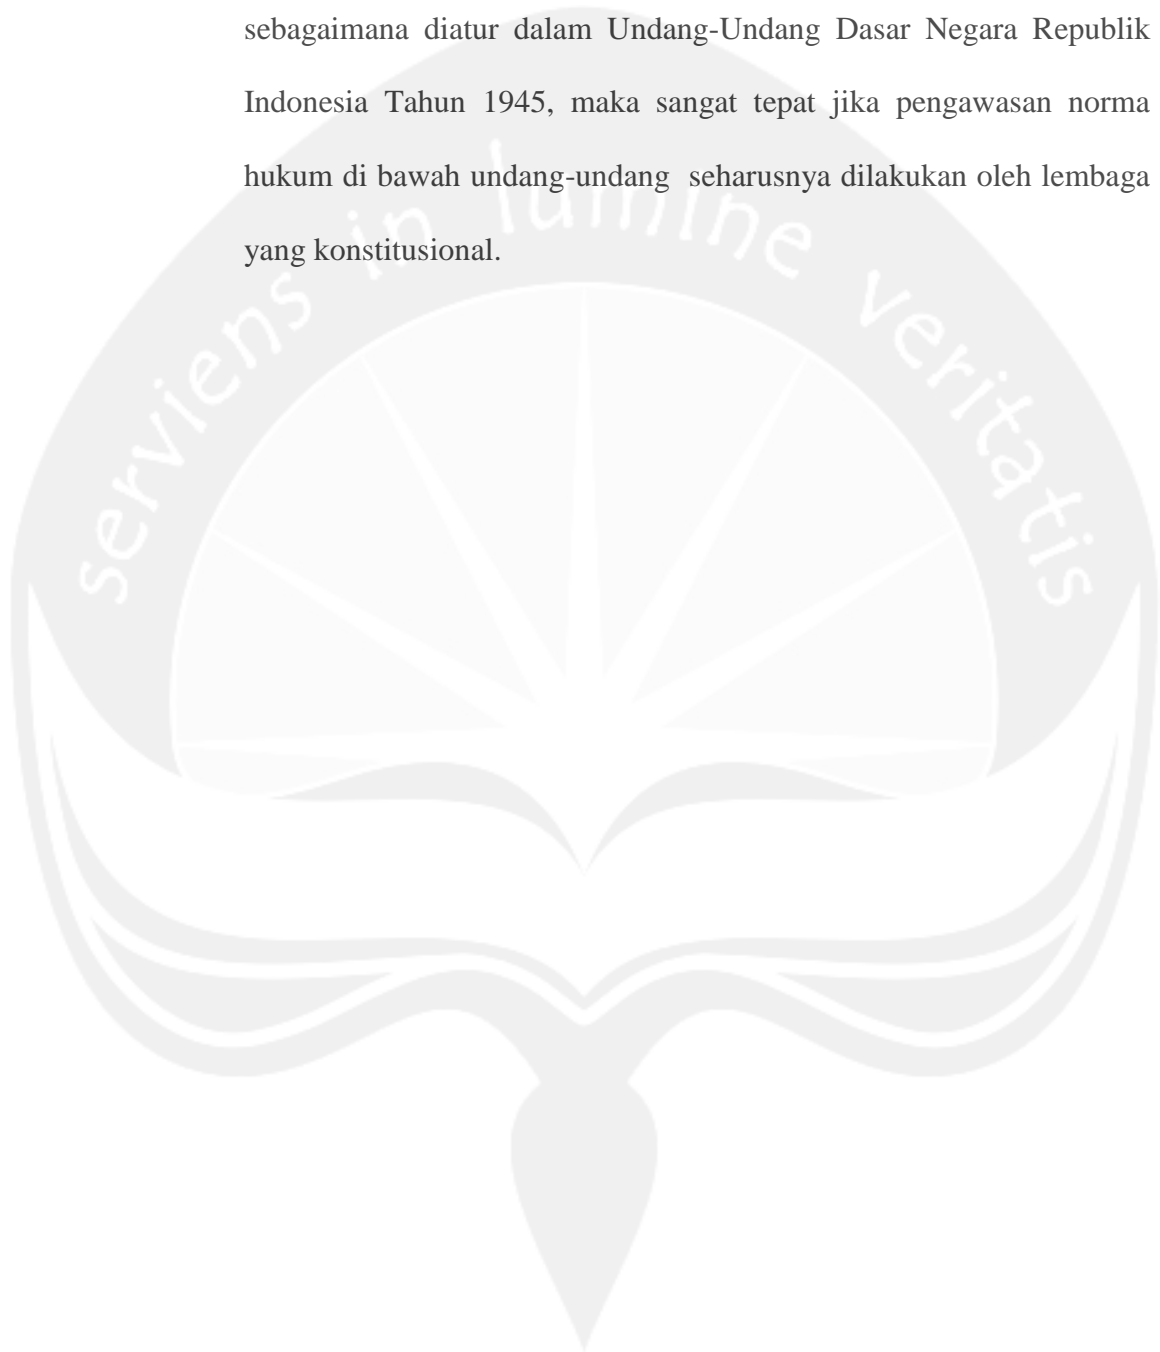 sebagaimana diatur dalam Undang-Undang Dasar Negara Republik
Indonesia Tahun 1945, maka sangat tepat jika pengawasan norma
hukum di bawah undang-undang  seharusnya dilakukan oleh lembaga
yang konstitusional.
serviens in lumine veritatis